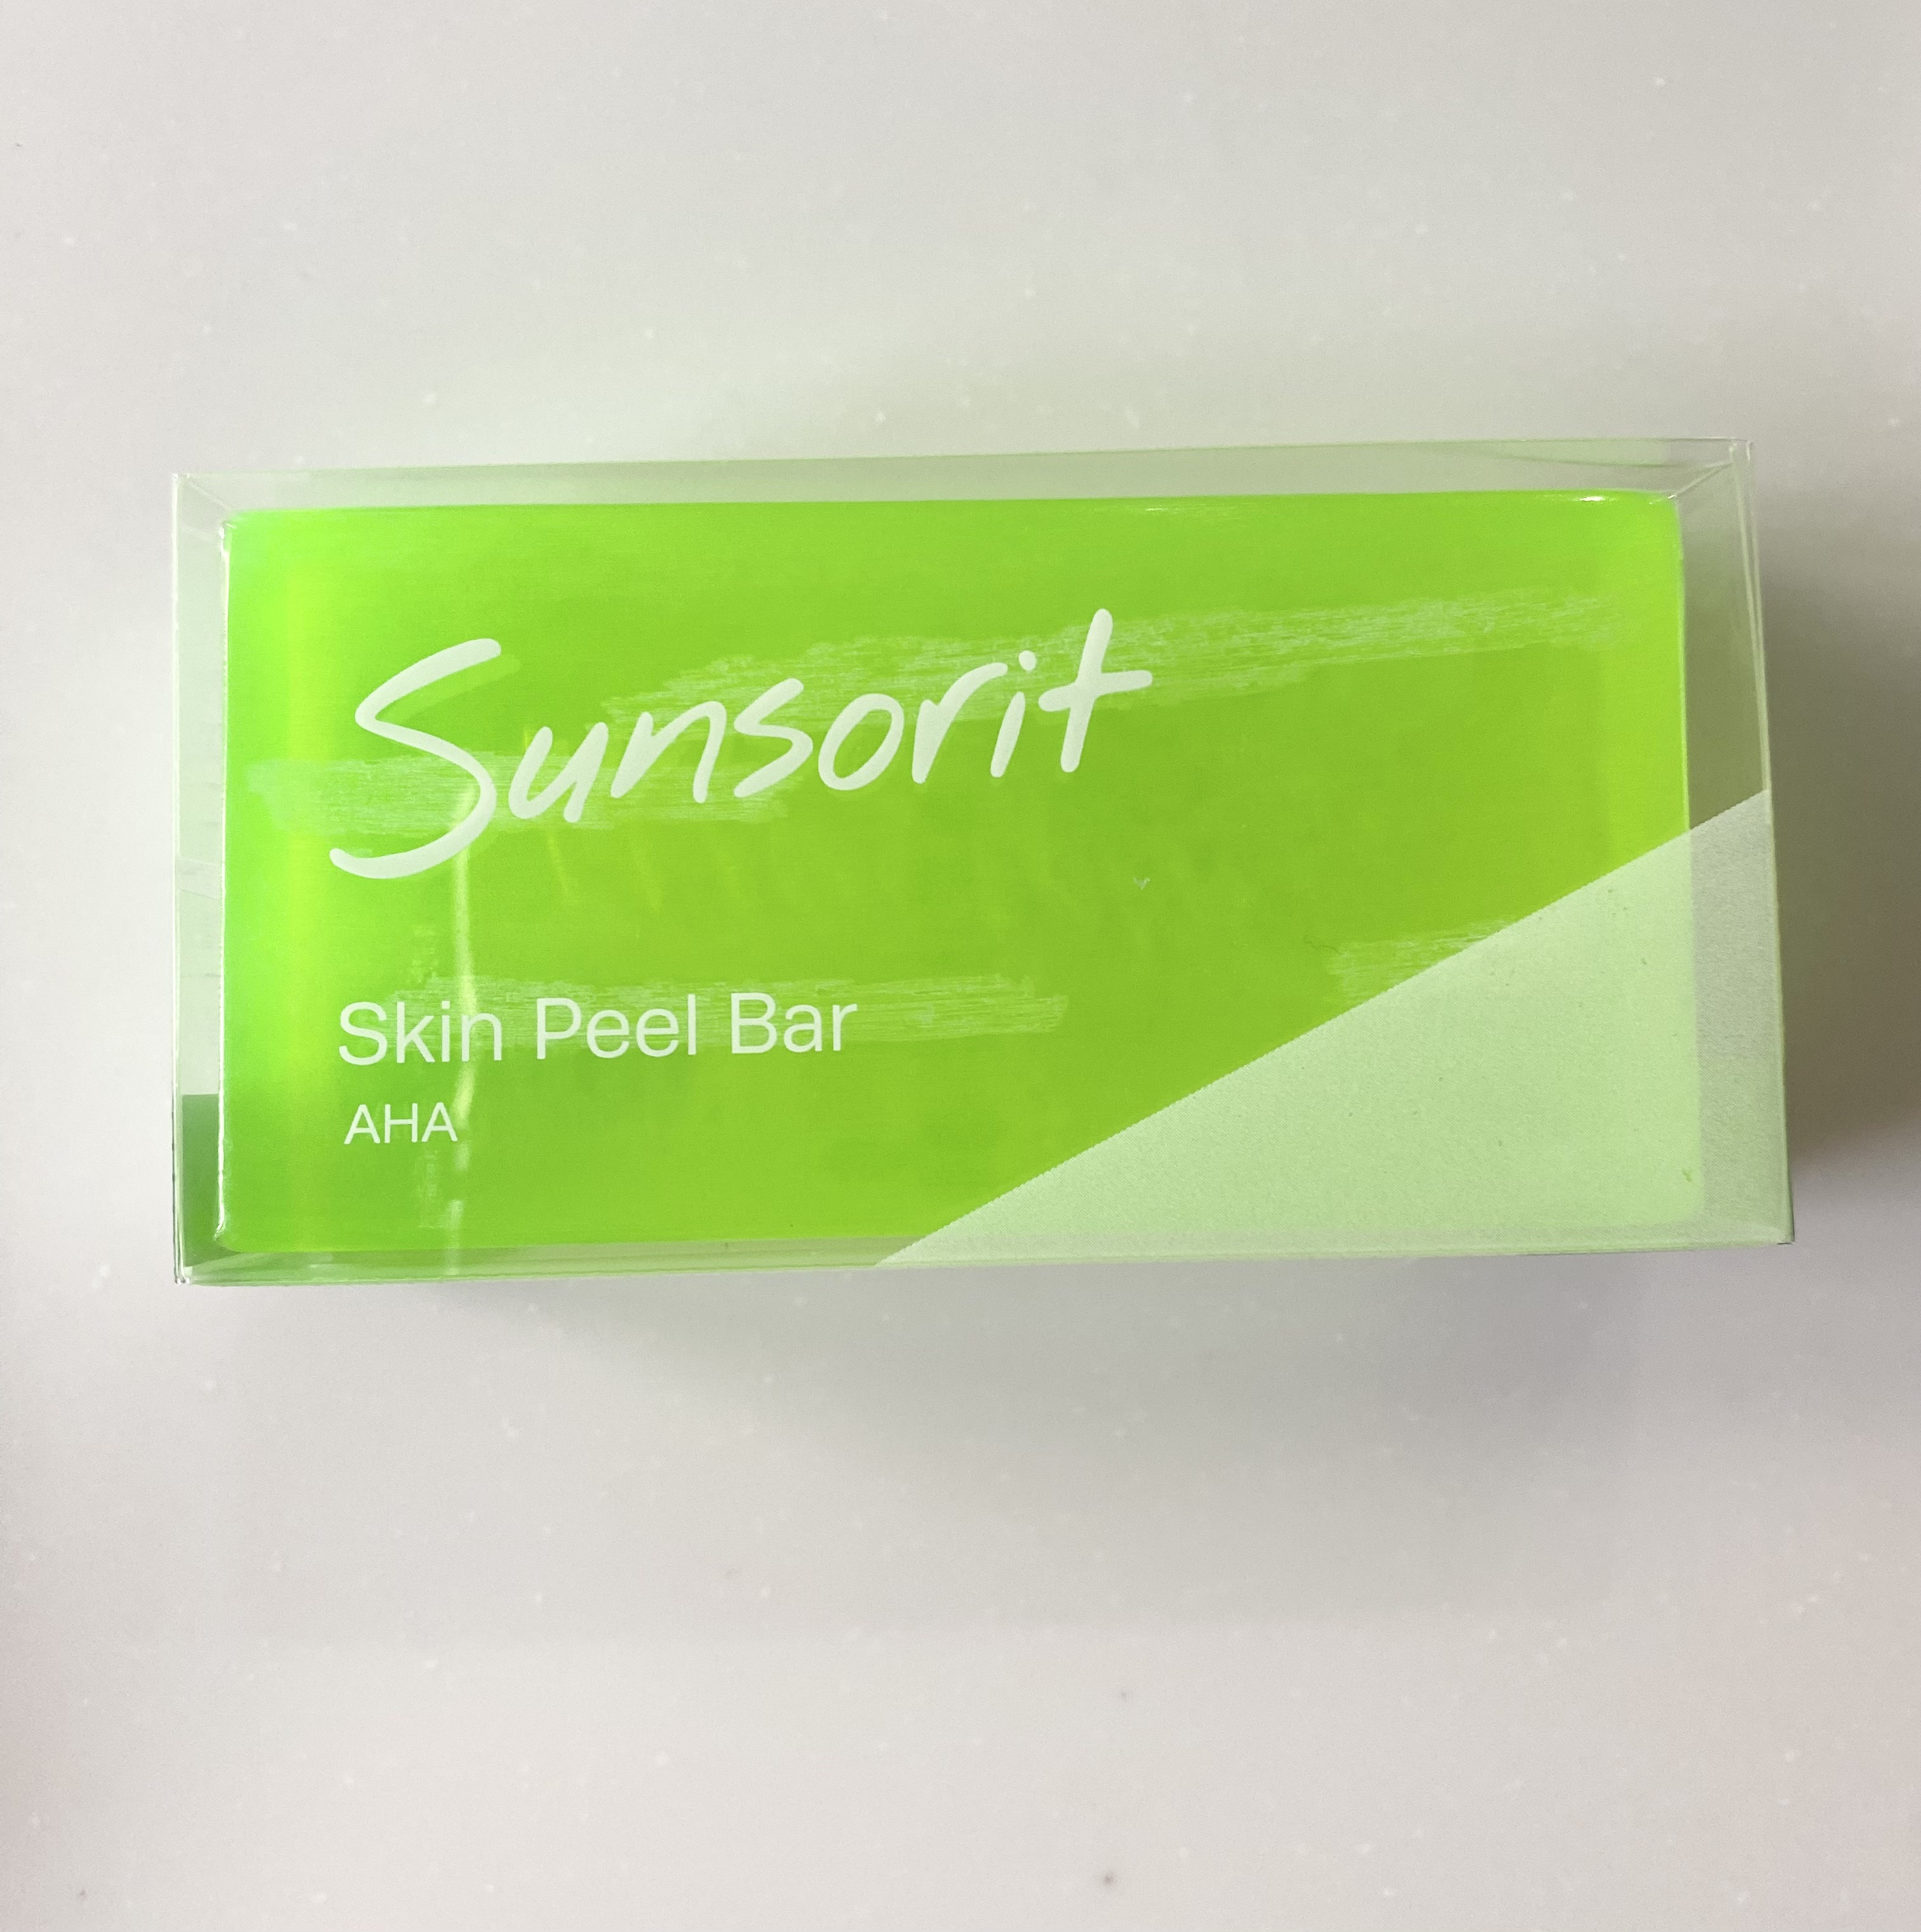 Sunsorit
Skin Peel Bar
AHA